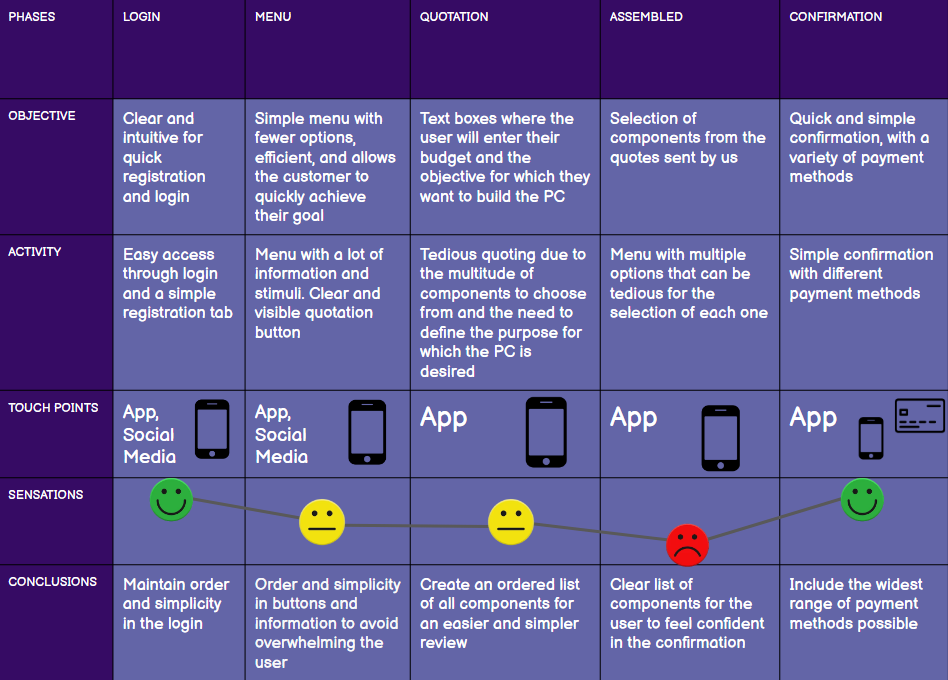 PHASES
LOGIN
MENU
QUOTATION
ASSEMBLED
CONFIRMATION
OBJECTIVE
Clear and
intuitive for
quick
registration
and login
Simple menu with
fewer options,
efficient, and allows
the customer to
quickly achieve
their goal
Text boxes where the
user will enter their
budget and the
objective for which they
want to build the PC
Selection of
components from the
quotes sent by us
Quick and simple
confirmation, with a
variety of payment
methods
ACTIVITY
Easy access
through login
and a simple
registration tab
Menu with a lot of
information and
stimuli. Clear and
visible quotation
button
Tedious quoting due to
the multitude of
components to choose
from and the need to
define the purpose for
which the PC is
desired
Menu with multiple
options that can be
tedious for the
selection of each one
Simple confirmation
with different
payment methods
TOUCH POINTS
App,
Social
Media
App,
Social
Media
App
App
App
SENSATIONS
CONCLUSIONS
Maintain order
and simplicity
in the login
Order and simplicity
in buttons and
information to avoid
overwhelming the
user
Create an ordered list
of all components for
an easier and simpler
review
Clear list of
components for the
user to feel confident
in the confirmation
Include the widest
range of payment
methods possible